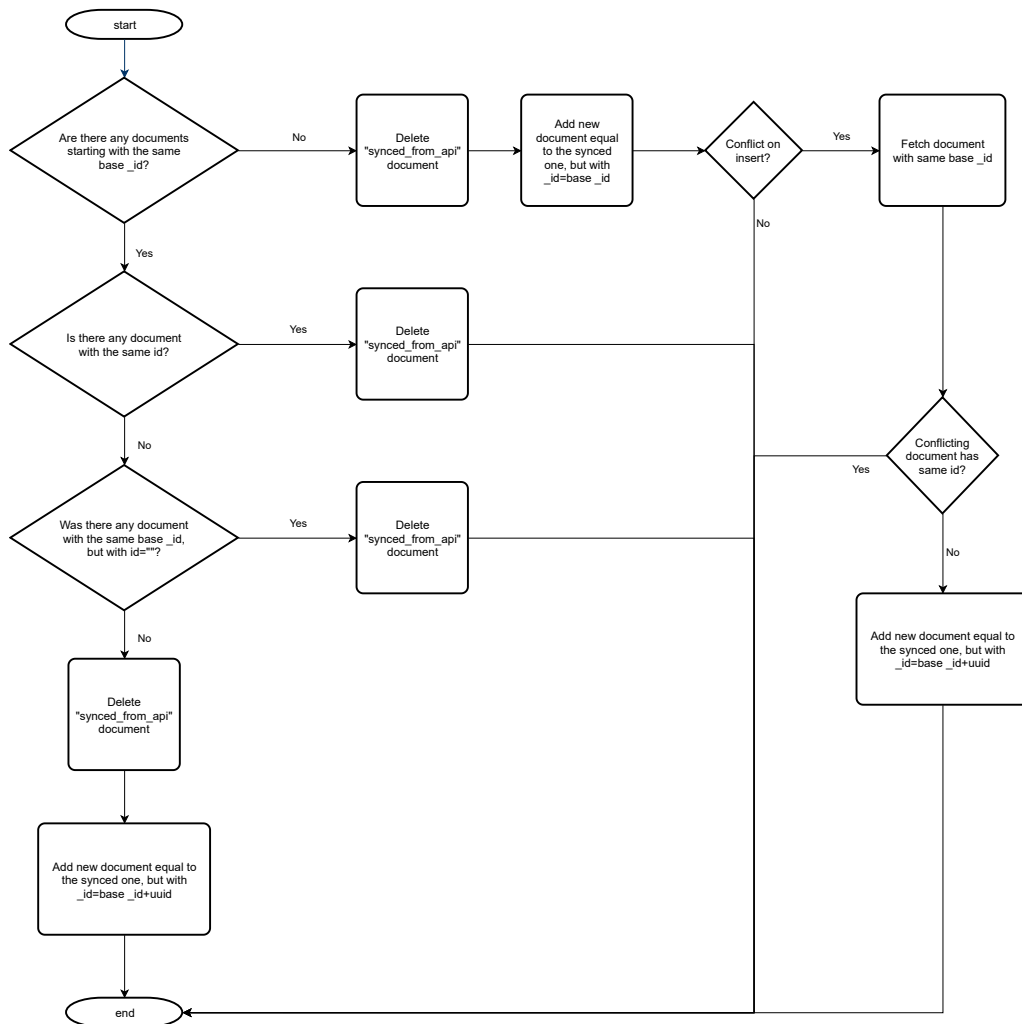 start
Are there any documents
starting with the same
base _id?
No
Delete
"synced_from_api"
document
Add new
document equal
to the synced
one, but with
_id=base _id
Conflict on
insert?
Yes
Fetch document
with same base _id
No
Yes
Is there any document
with the same id?
Yes
Delete
"synced_from_api"
document
No
Conflicting
document has
same id?
Yes
No
Was there any document
with the same base _id,
but with id=""?
Yes
Delete
"synced_from_api"
document
No
Add new document equal to
the synced one, but with
_id=base _id+uuid
Delete
"synced_from_api"
document
Add new document equal to
the synced one, but with
_id=base _id+uuid
end